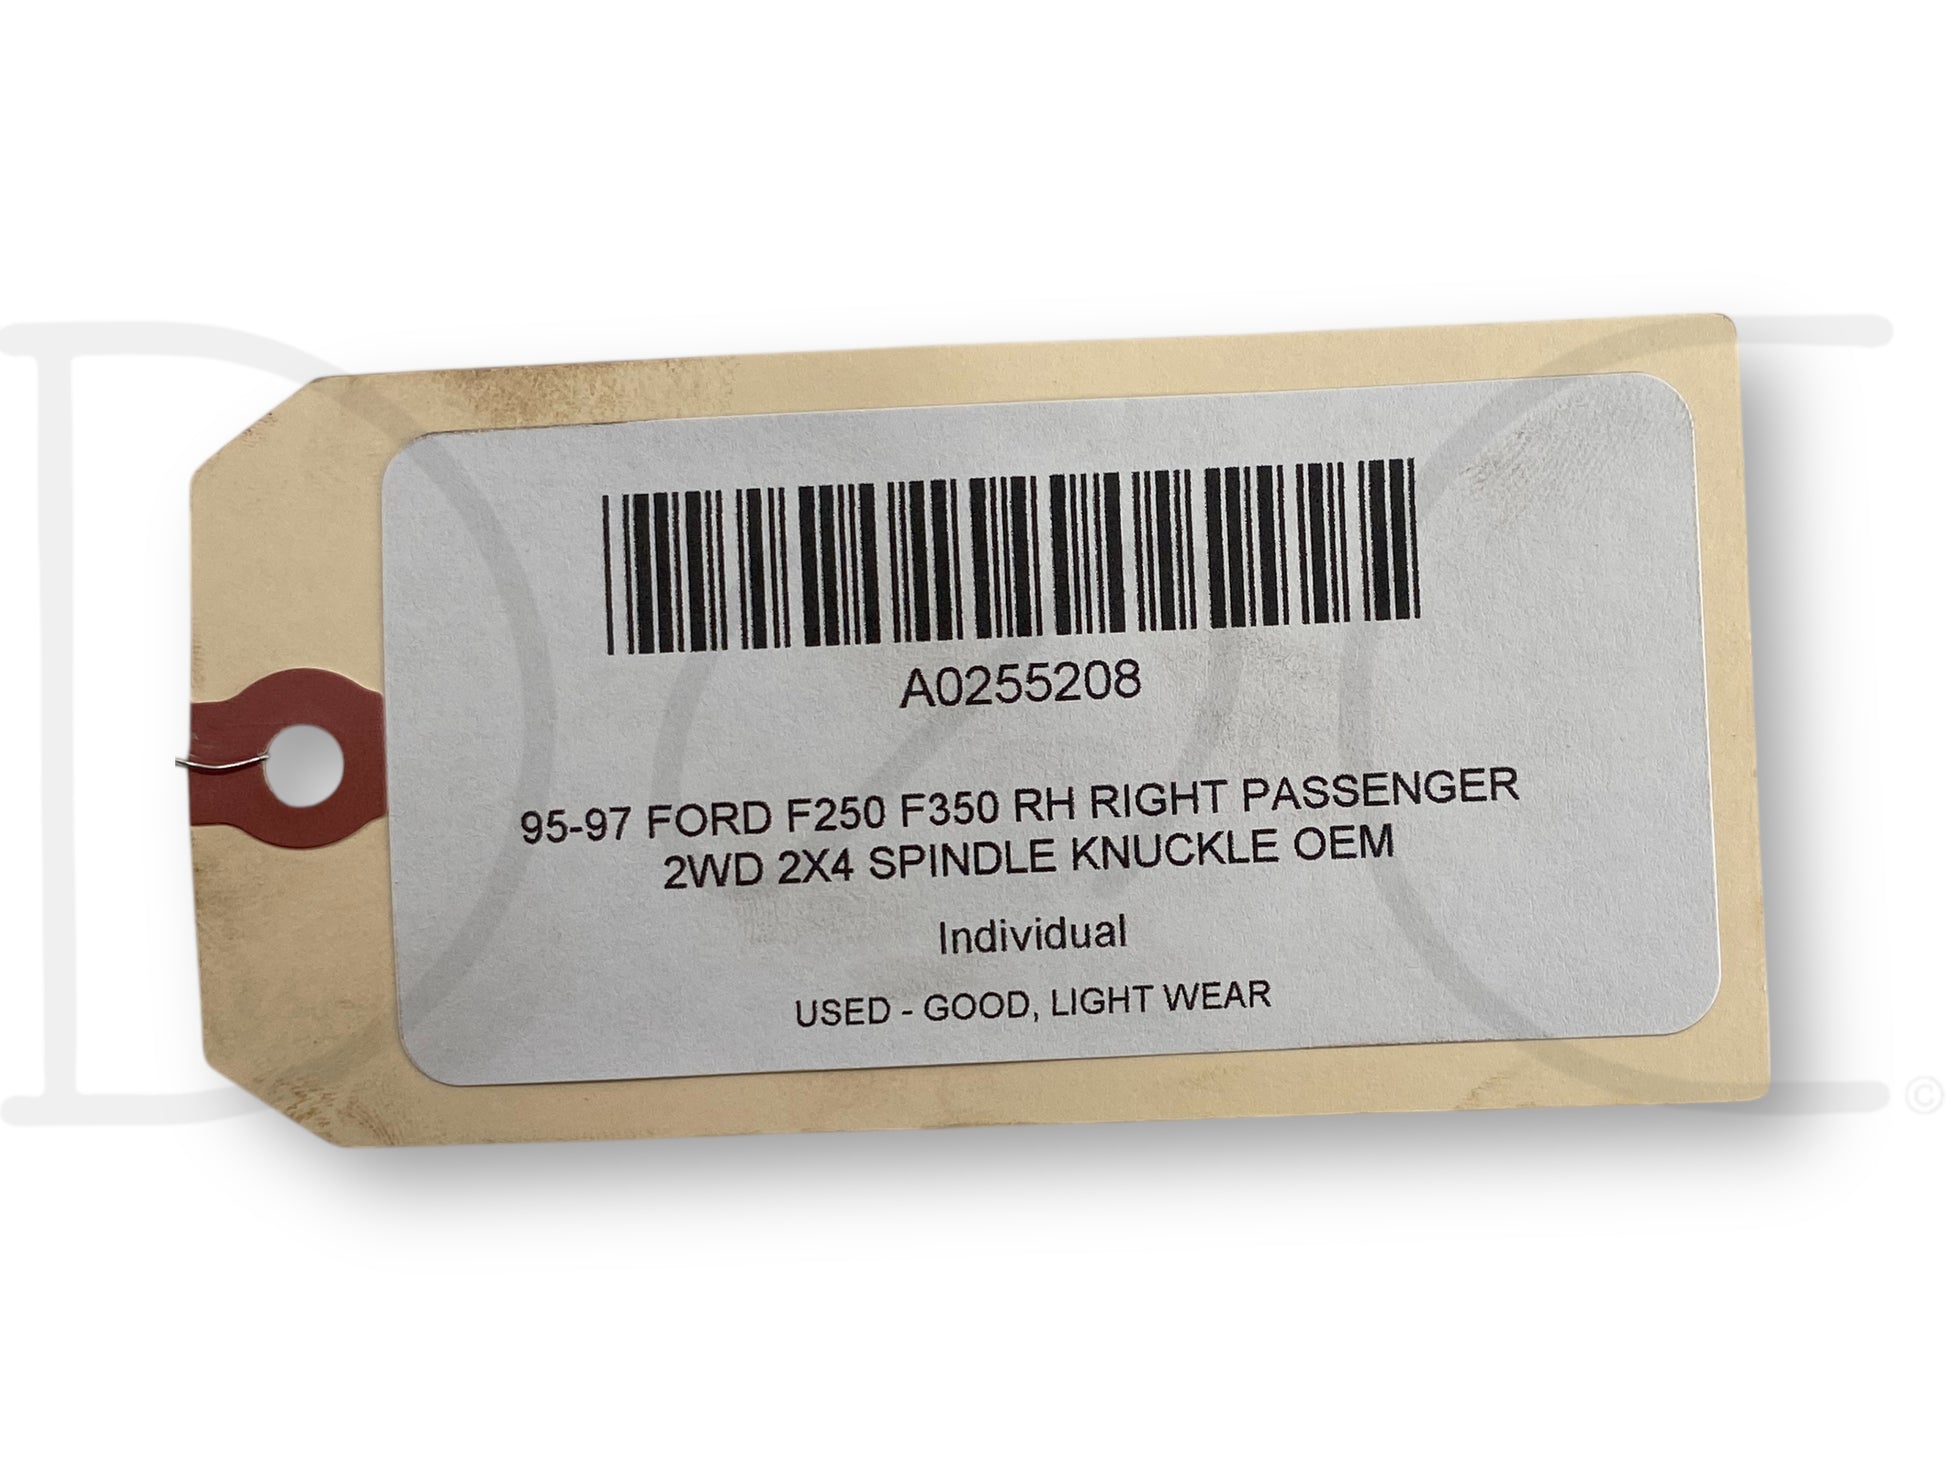 A0255208
95-97 FORD F250 F350 RH RIGHT PASSENGER
2WD 2X4 SPINDLE KNUCKLE OEM
Individual
USED - GOOD, LIGHT WEAR
©